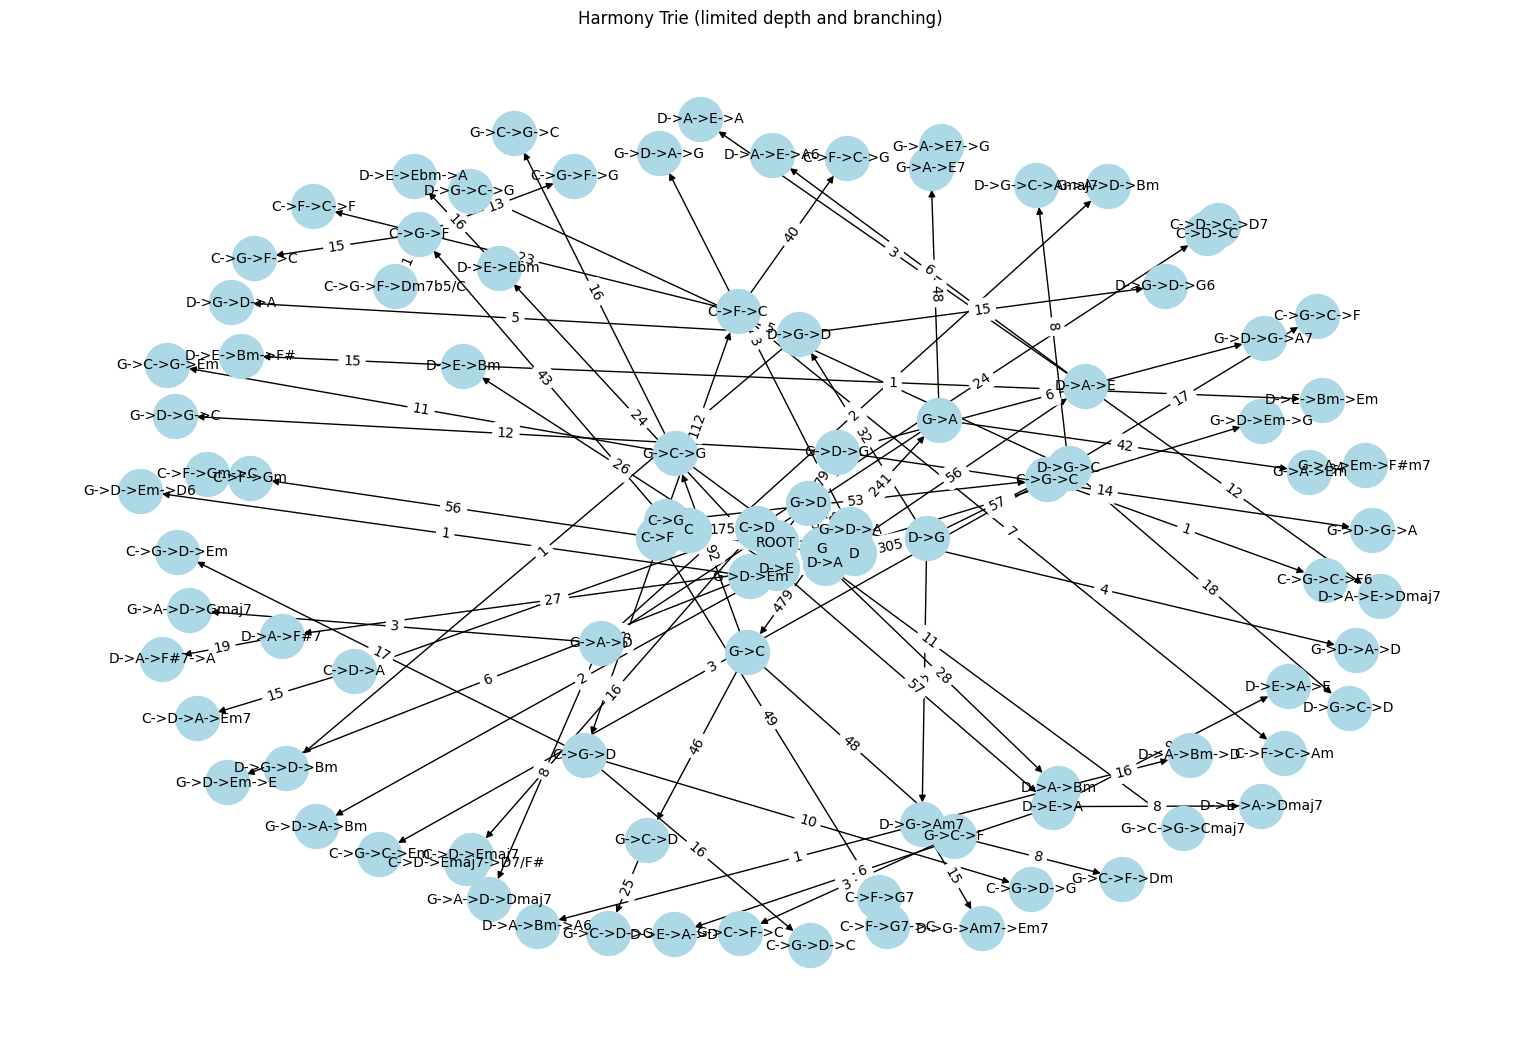 Harmony Trie (limited depth and branching)
D->A->E->A
G->C->G->C
G->D->A->G
D->A->E->A6
C->F->C->G
G->A->E7->G
G->A->E7
D->E->Ebm->A
D->G->C->G
C->G->F->G
D->G->C->Amaj7
G->A->D->Bm
C->F->C->F
13
16
40
C->D->C->D7
C->D->C
C->G->F
15
23
3
6
C->G->F->C
1
D->E->Ebm
C->G->F->Dm7b5/C
48
D->G->D->G6
16
D->G->D->A
5
C->F->C
15
8
G->C->G->C->F
3
D->G->D
G->D->G->A7
D->E->Bm->F#
15
G->C->G->Em
D->E->Bm
43
1
24
D->A->E
17
6
D->E->Bm->Em
11
24
112
2
G->A
G->D->G->C
12
32
G->D->Em->G
42
26
G->C->G
G->D->G
79
241
56
D->G->C
C->G->C
G->A->Em
G->A->Em->F#m7
C->F->Gm->C
C->F->Gm
G->D->Em->D6
56
G->D
53
57
14
12
1
C->G
C
175
C->D
G->D->A
D->G
7
1
G->D->G->A
C->F
ROOT
G
D
305
C->G->D->Em
92
D->E
D->A
G->D->Em
C->G->C->F6
D->A->E->Dmaj7
18
4
27
479
G->A->D->Gmaj7
3
D->A->F#7
19
G->A->D
11
G->D->A->D
D->A->F#7->A
17
C->D->A
G->C
3
28
6
2
16
57
D->E->A->E
15
C->D->A->Em7
49
D->G->C->D
46
48
C->G->D
D->A->Bm->D
C->F->C->Am
D->G->D->Bm
8
16
G->D->Em->E
D->A->Bm
D->E->A
8
D->E->A->Dmaj7
10
G->D->A->Bm
D->G->Am7
G->C->G->Cmaj7
G->C->F
G->C->D
16
1
8
C->G->C->Em
C->D->Emaj7
C->D->Emaj7->D7/F#
6
3
15
G->C->F->Dm
25
C->G->D->G
G->A->D->Dmaj7
C->F->G7
D->A->Bm->A6
G->C->D->G
D->E->A->D
G->C->F->C
C->F->G7->C
D->G->Am7->Em7
C->G->D->C